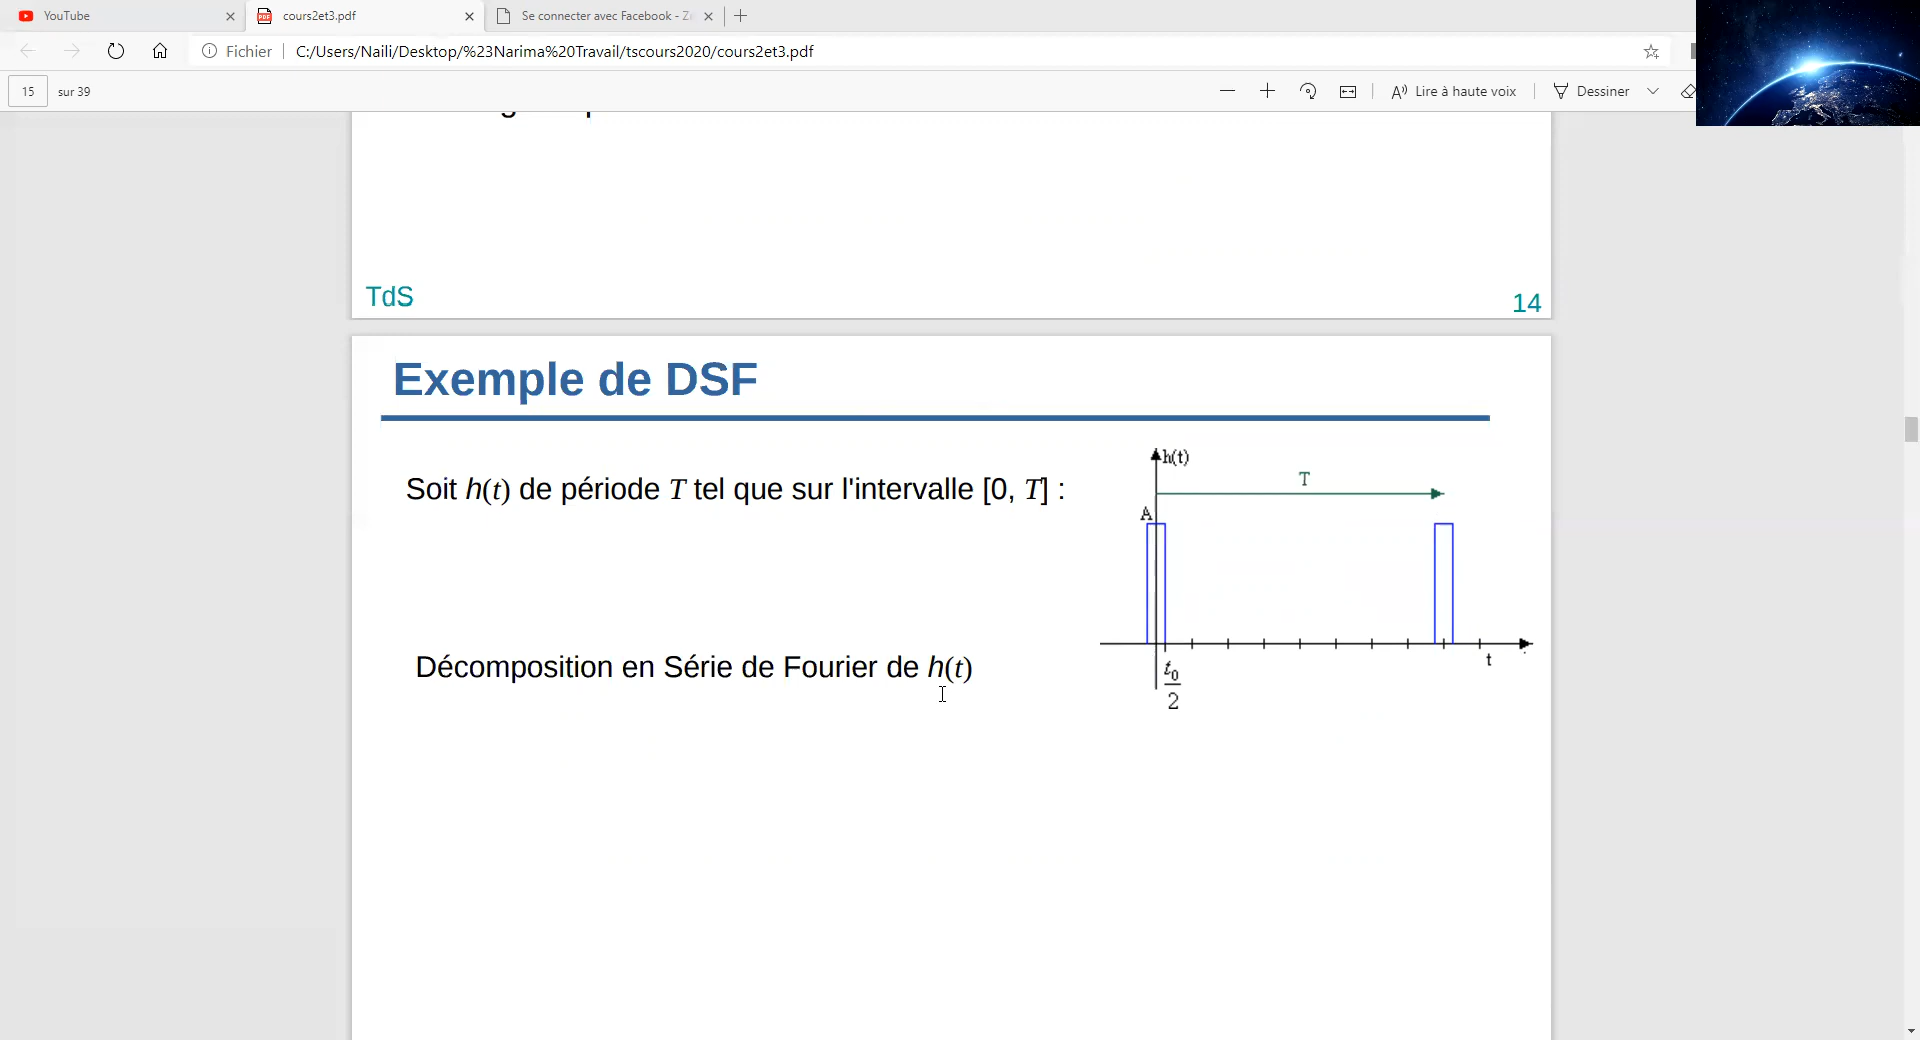 YouTube
cours2et3.pdf
Se connecter avec Facebook - Z
Fichier
C:/Users/Naili/Desktop/%23Narima%20Travail/tscours2020/cours2et3.pdf
15
sur 39
Lire à haute voix
Dessiner
TdS
14
Exemple de DSF
Soit h(t) de période T tel que sur l'intervalle [0, T] :
h(t)
T
A
t
t0
2
Décomposition en Série de Fourier de h(t)